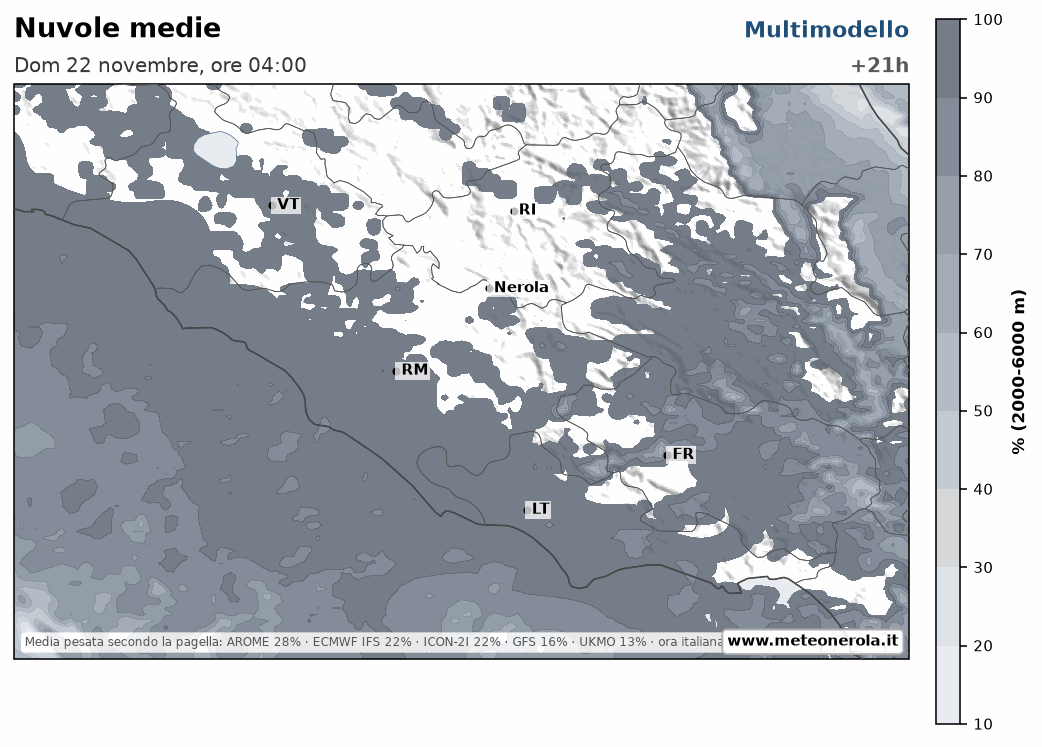 Nuvole medie
Multimodello
Dom 22 novembre, ore 04:00
+21h
100
90
80
70
60
50
40
30
20
10
% (2000-6000 m)
VT
RI
Nerola
RM
FR
LT
Media pesata secondo la pagella: AROME 28% · ECMWF IFS 22% · ICON-2I 22% · GFS 16% · UKMO 13% · ora italiana
www.meteonerola.it